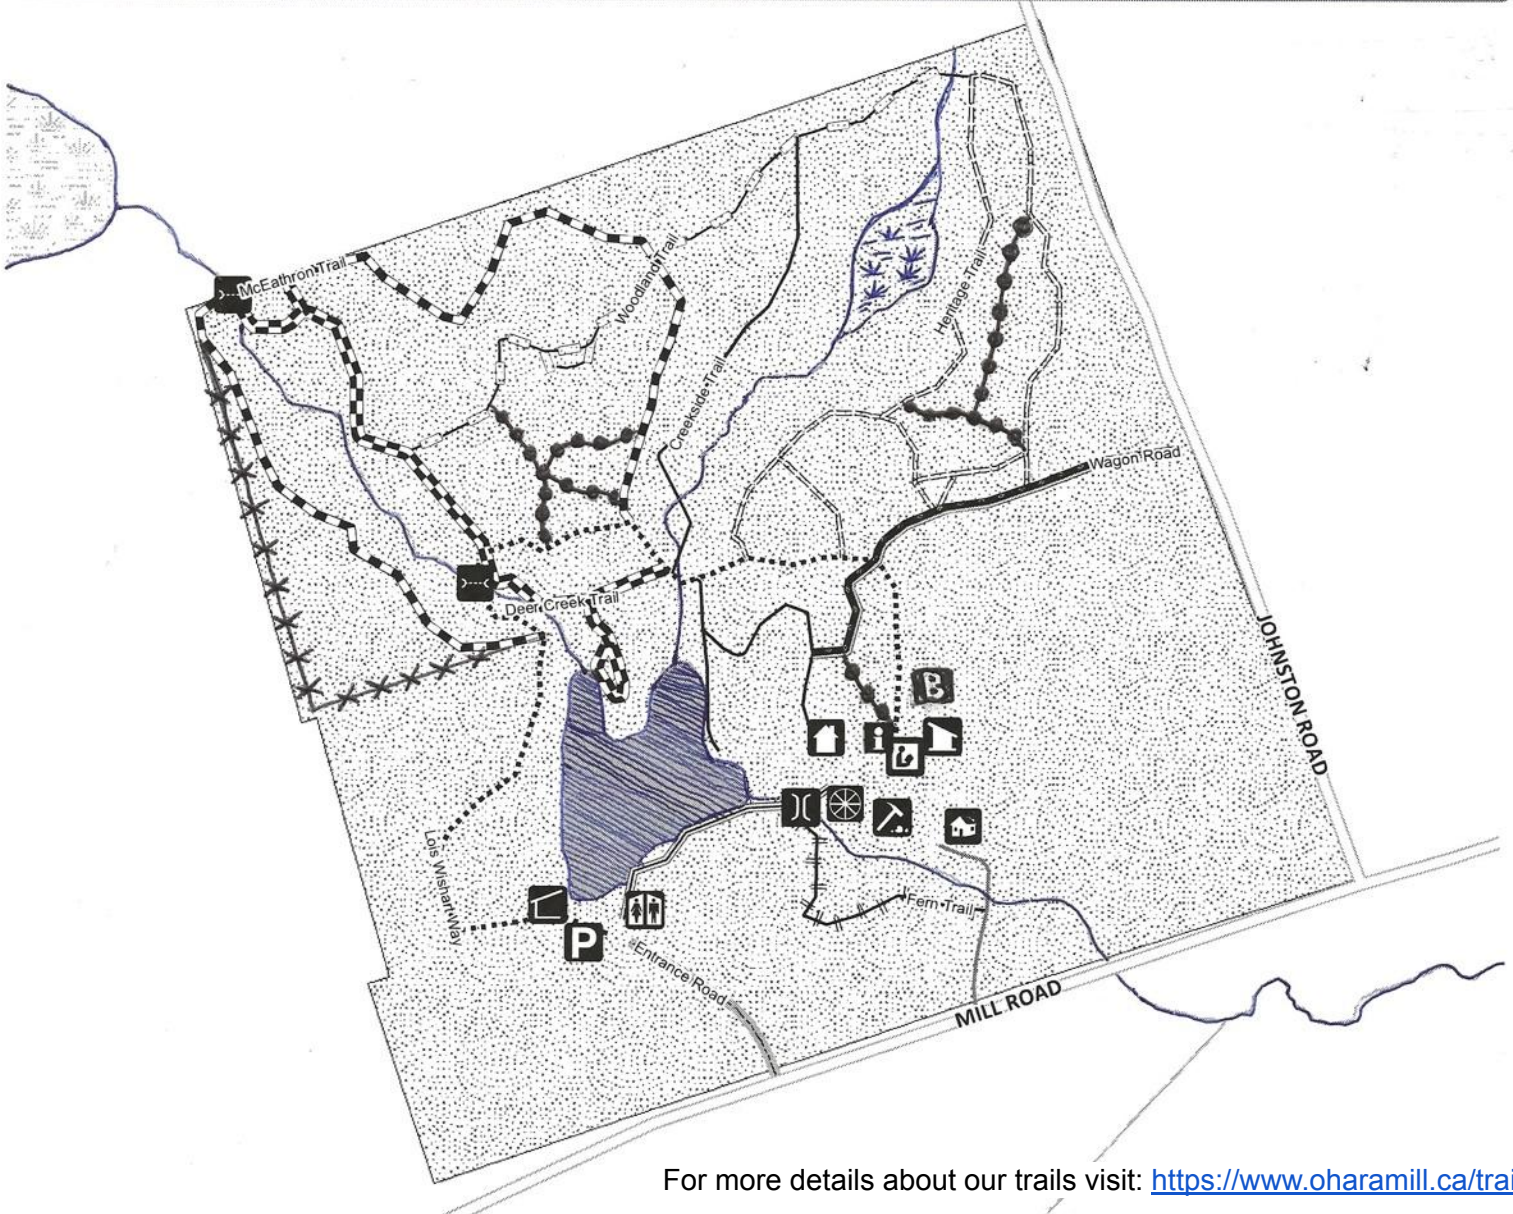 McEathron Trail
Woodland Trail
Creekside Trail
Heritage Trail
Wagon Road
Deer Creek Trail
JOHNSTON ROAD
B
i
Lois Wishart Way
Fern Trail
P
Entrance Road
MILL ROAD
For more details about our trails visit: https://www.oharamill.ca/trai